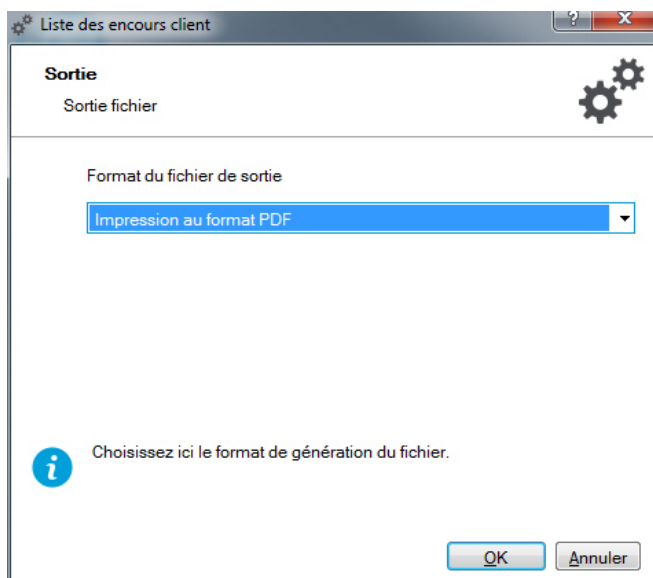 Liste des encours client
?
X
Sortie
Sortie fichier
Format du fichier de sortie
Impression au format PDF
i
Choisissez ici le format de génération du fichier.
OK
Annuler